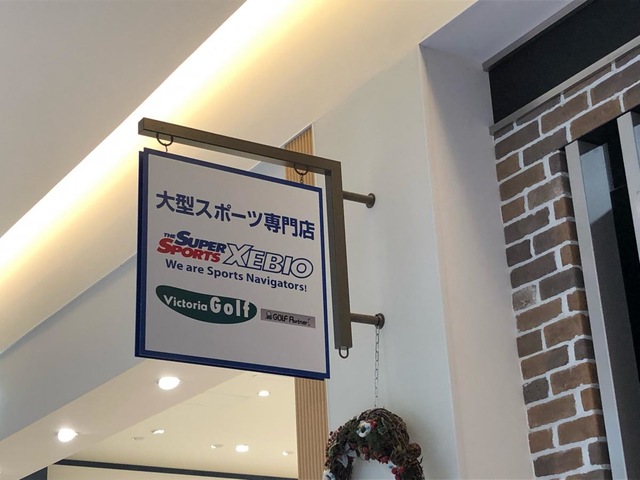 大型スポーツ専門店
THE SUPER SPORTS XEBIO
We are Sports Navigators!
Victoria Golf GOLF Partner